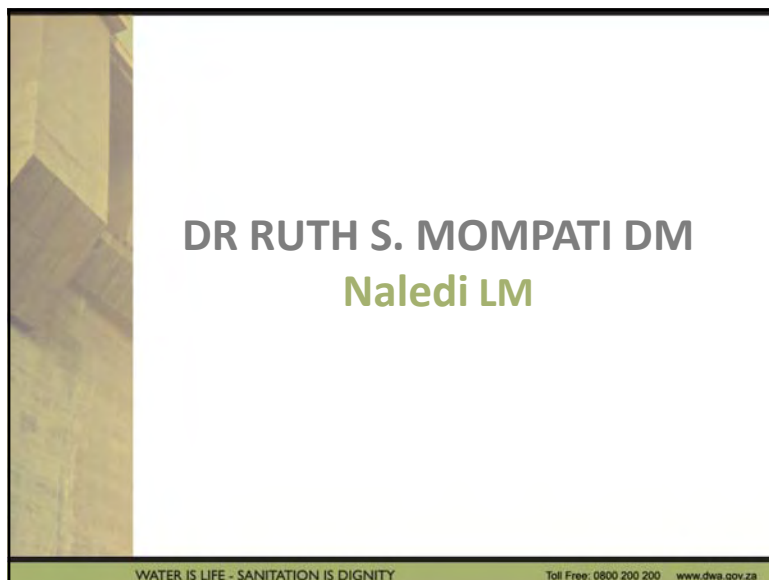 DR RUTH S. MOMPATI DM
Naledi LM
WATER IS LIFE - SANITATION IS DIGNITY Toll Free: 0800 200 200 www.dwa.gov.za